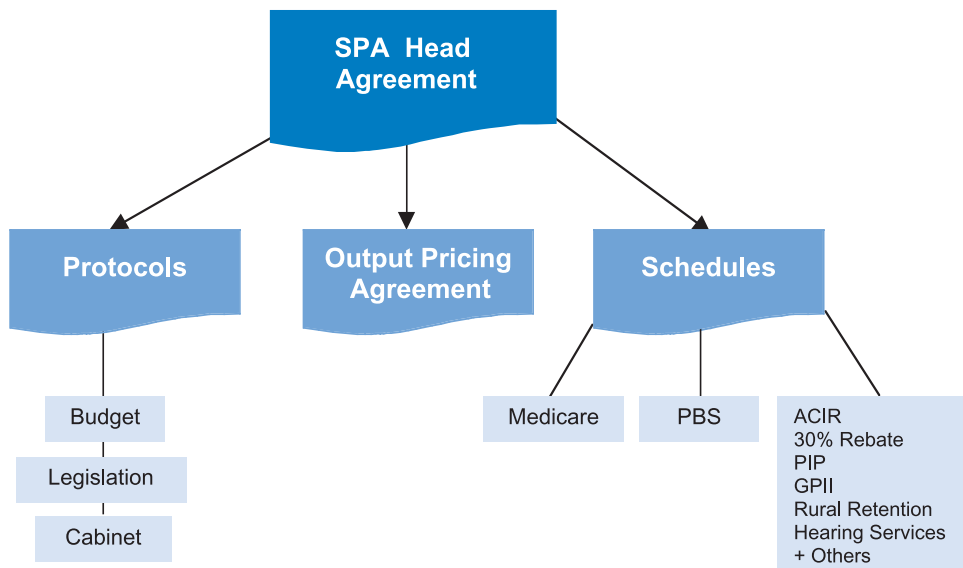 SPA Head
Agreement
Protocols
Output Pricing
Agreement
Schedules
Budget
Legislation
Cabinet
Medicare
PBS
ACIR
30% Rebate
PIP
GPII
Rural Retention
Hearing Services
+ Others